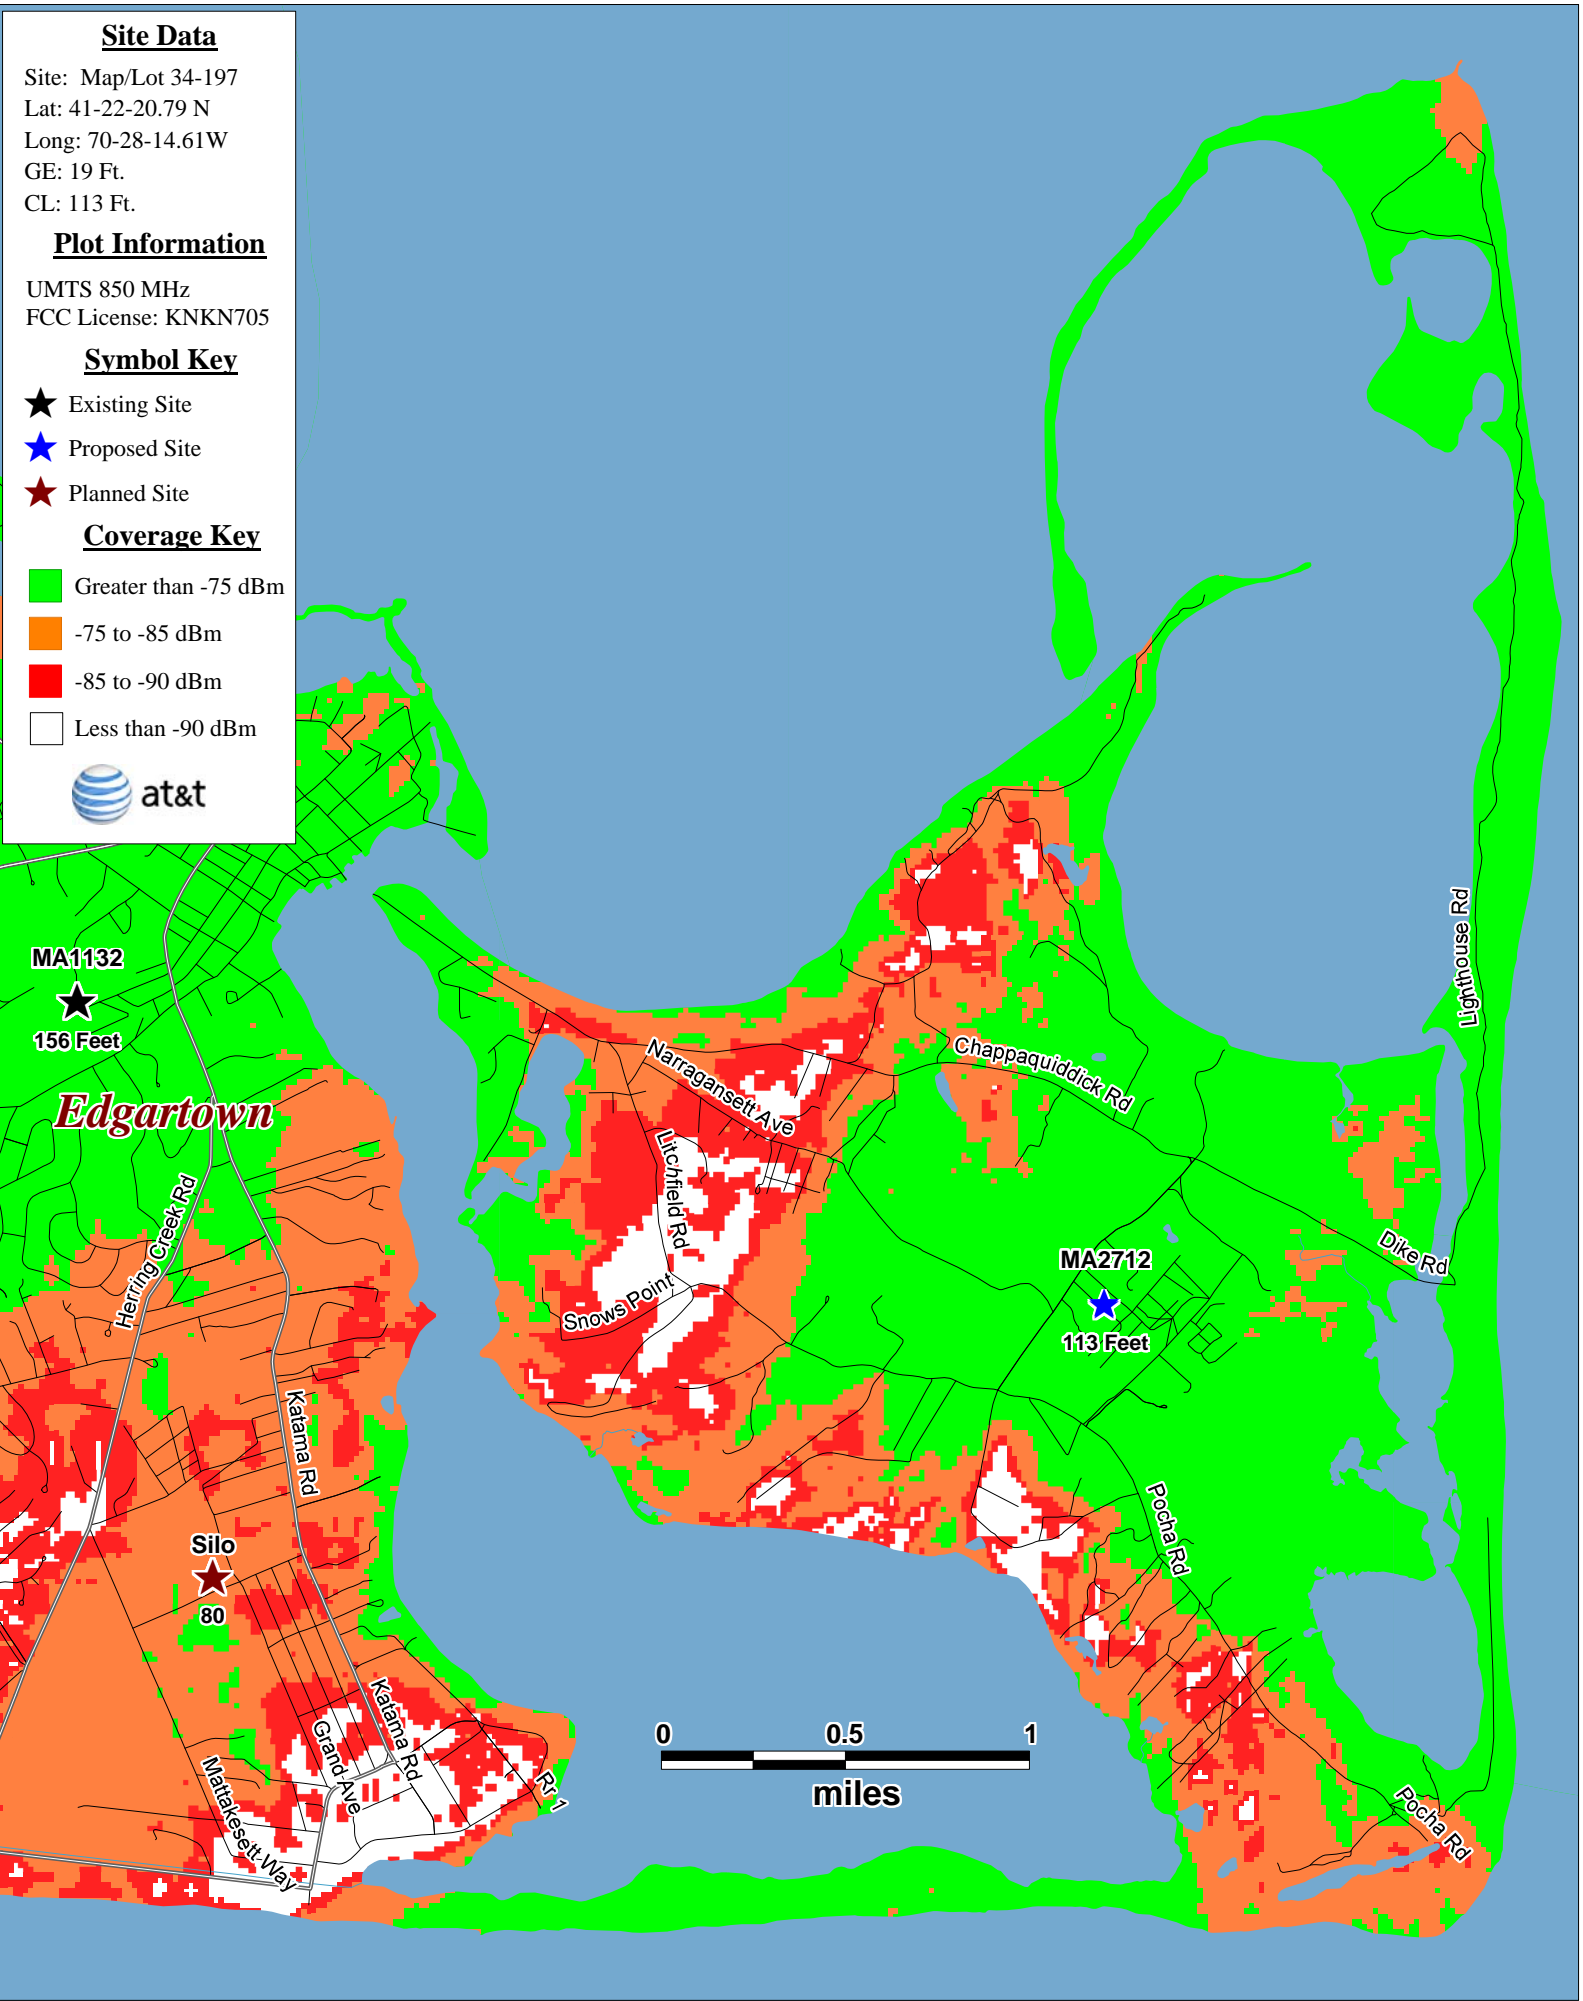 Site Data
Site: Map/Lot 34-197
Lat: 41-22-20.79 N
Long: 70-28-14.61W
GE: 19 Ft.
CL: 113 Ft.
Plot Information
UMTS 850 MHz
FCC License: KNKN705
Symbol Key
Existing Site
Proposed Site
Planned Site
Coverage Key
Greater than -75 dBm
-75 to -85 dBm
-85 to -90 dBm
Less than -90 dBm
at&t
MA1132
156 Feet
Edgartown
Lighthouse Rd
Chappaquiddick Rd
Narragansett Ave
Litchfield Rd
Herring Creek Rd
Dike Rd
MA2712
113 Feet
Snows Point
Katama Rd
Pocha Rd
Silo
80
Katama Rd
Grand Ave
Mattakesett Way
Rr 1
0 0.5 1
miles
Pocha Rd